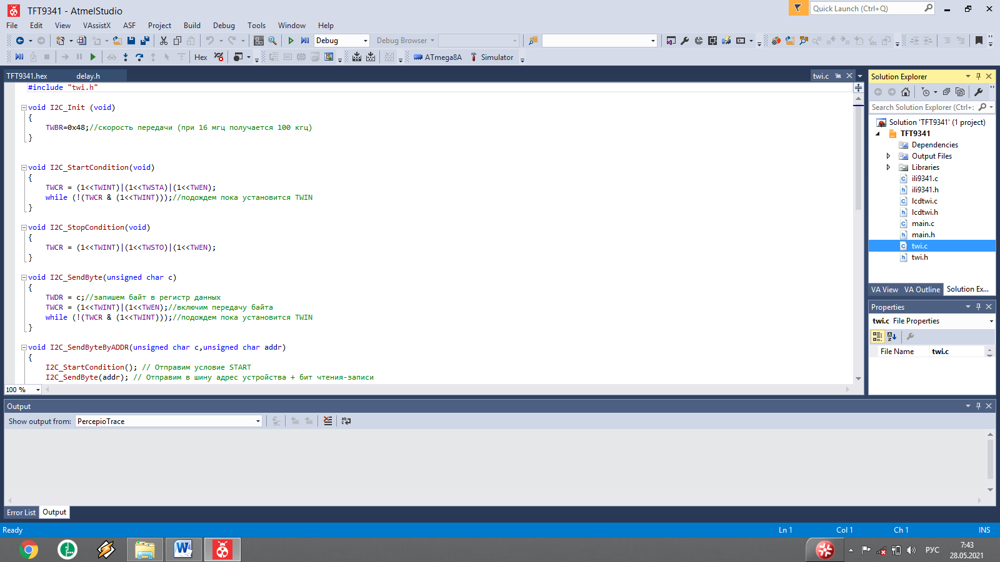 TFT9341 - AtmelStudio
Quick Launch (Ctrl+Q)
File Edit View VAssistX ASF Project Build Debug Tools Window Help
Debug Debug Browser
Hex ATmega8A Simulator
TFT9341.hex delay.h twi.c
#include "twi.h"
void I2C_Init (void)
{
TWBR=0x48;//скорость передачи (при 16 мгц получается 100 кгц)
}
void I2C_StartCondition(void)
{
TWCR = (1<<TWINT)|(1<<TWSTA)|(1<<TWEN);
while (!(TWCR & (1<<TWINT)));//подождем пока установится TWIN
}
void I2C_StopCondition(void)
{
TWCR = (1<<TWINT)|(1<<TWSTO)|(1<<TWEN);
}
void I2C_SendByte(unsigned char c)
{
TWDR = c;//запишем байт в регистр данных
TWCR = (1<<TWINT)|(1<<TWEN);//включим передачу байта
while (!(TWCR & (1<<TWINT)));//подождем пока установится TWIN
}
void I2C_SendByteByADDR(unsigned char c,unsigned char addr)
{
I2C_StartCondition(); // Отправим условие START
I2C_SendByte(addr); // Отправим в шину адрес устройства + бит чтения-записи
100 %
Solution Explorer
Search Solution Explorer (Ctrl+;
Solution 'TFT9341' (1 project)
TFT9341
Dependencies
Output Files
Libraries
ili9341.c
ili9341.h
lcdtwi.c
lcdtwi.h
main.c
main.h
twi.c
twi.h
VA View VA Outline Solution Ex...
Properties
twi.c File Properties
File Name twi.c
Output
Show output from: PercepioTrace
Error List Output
Ready Ln 1 Col 1 Ch 1 INS
РУС
7:43
28.05.2021